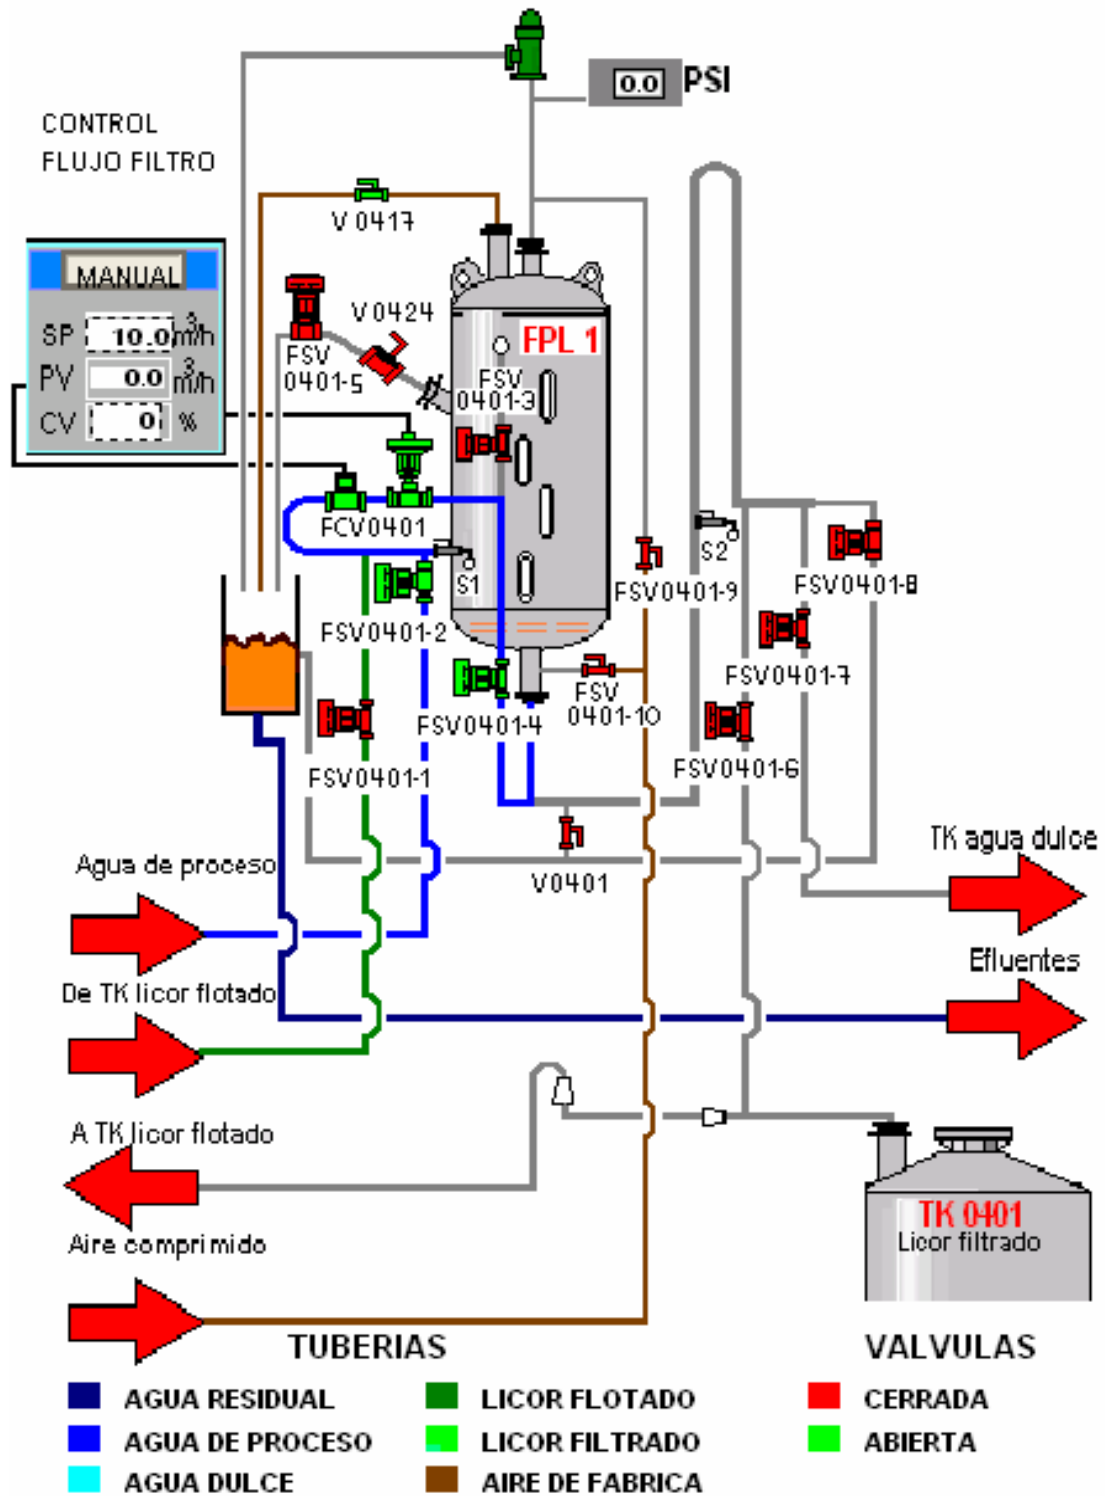 0.0 PSI
CONTROL
FLUJO FILTRO
V 0417
MANUAL
SP 10.0 m³/h
PV 0.0 m³/h
CV 0 %
V 0424
FSV
0401-5
FPL 1
FSV
0401-3
FCV0401
S1
S2
FSV0401-2
FSV0401-9
FSV0401-8
FSV0401-7
FSV0401-4
FSV
0401-10
FSV0401-1
FSV0401-6
V0401
Agua de proceso
TK agua dulce
De TK licor flotado
Efluentes
A TK licor flotado
TK 0401
Licor filtrado
Aire comprimido
TUBERIAS
VALVULAS
AGUA RESIDUAL
LICOR FLOTADO
CERRADA
AGUA DE PROCESO
LICOR FILTRADO
ABIERTA
AGUA DULCE
AIRE DE FABRICA